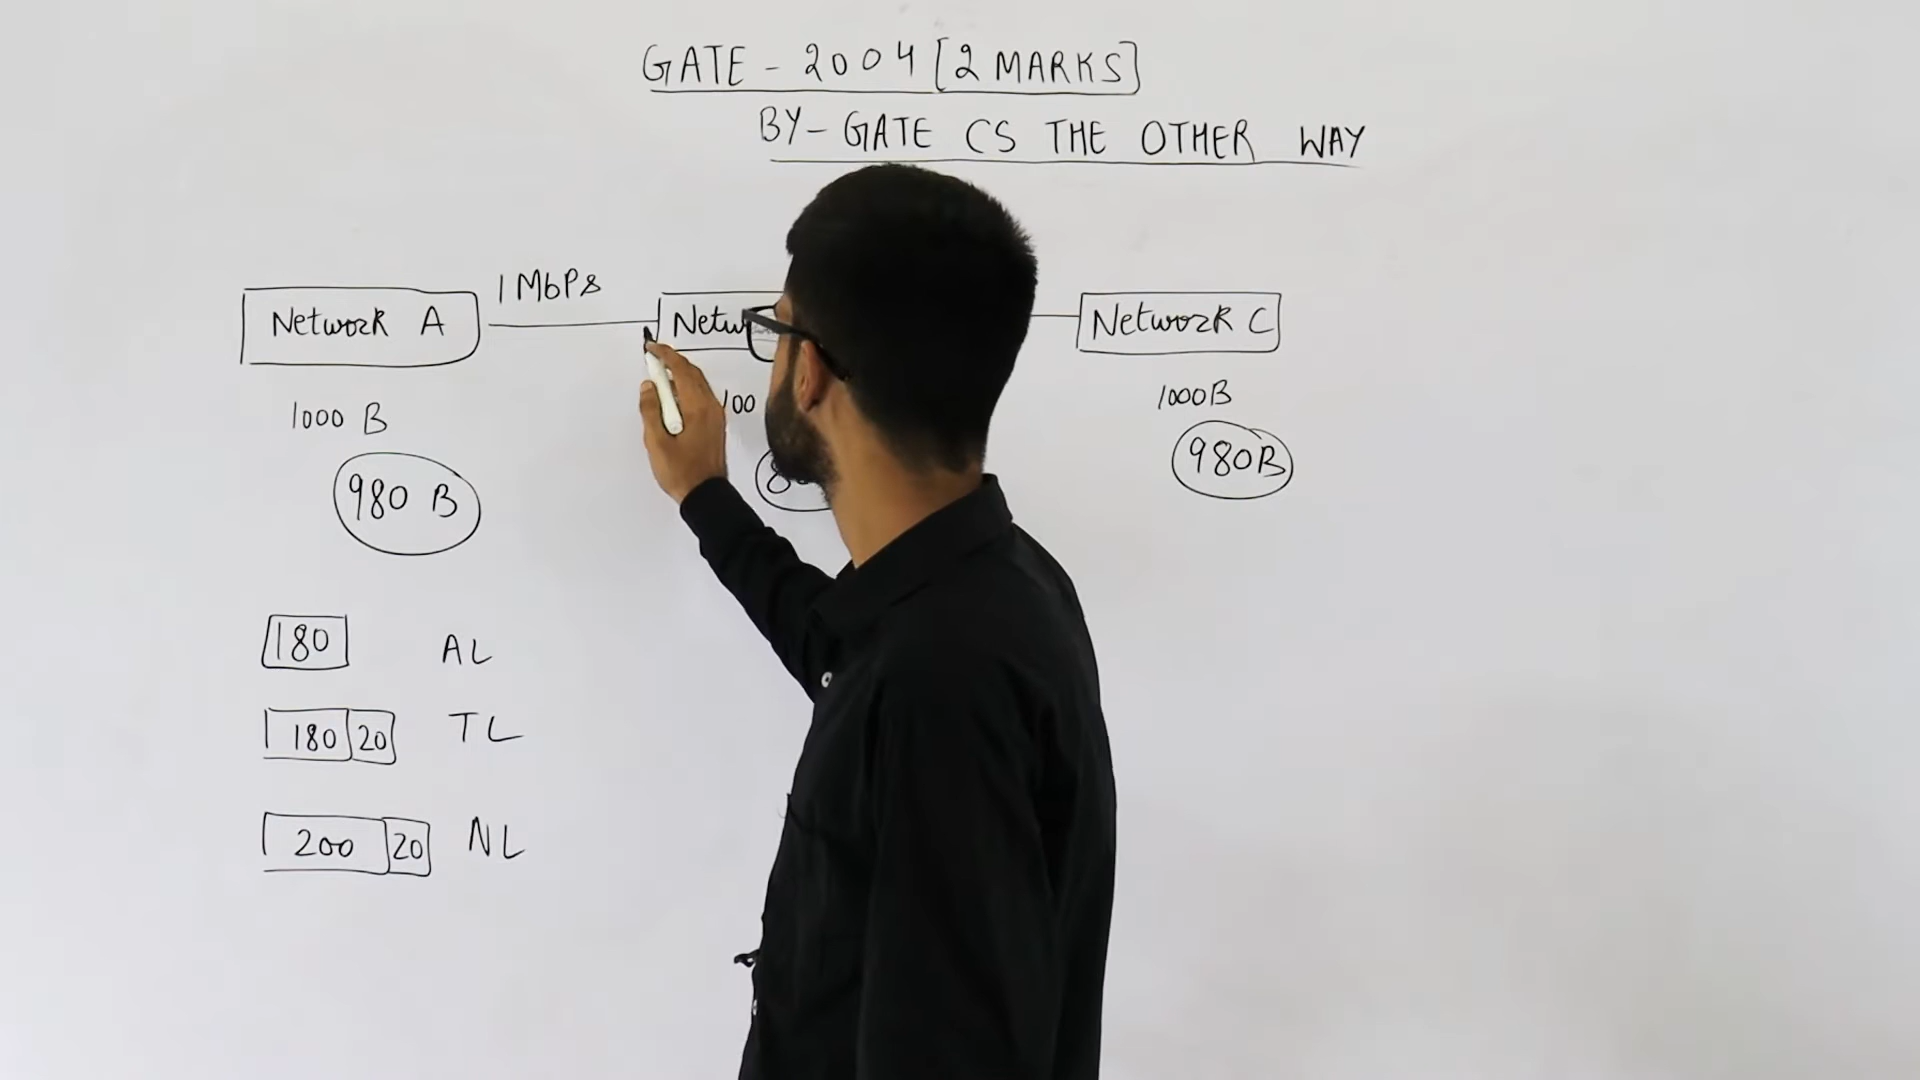 GATE - 2004 [2 MARKS]
BY- GATE CS THE OTHER WAY
1 MbPs
Network A
Network C
1000 B
100
1000B
980 B
980B
180 AL
180 20 TL
200 20 NL